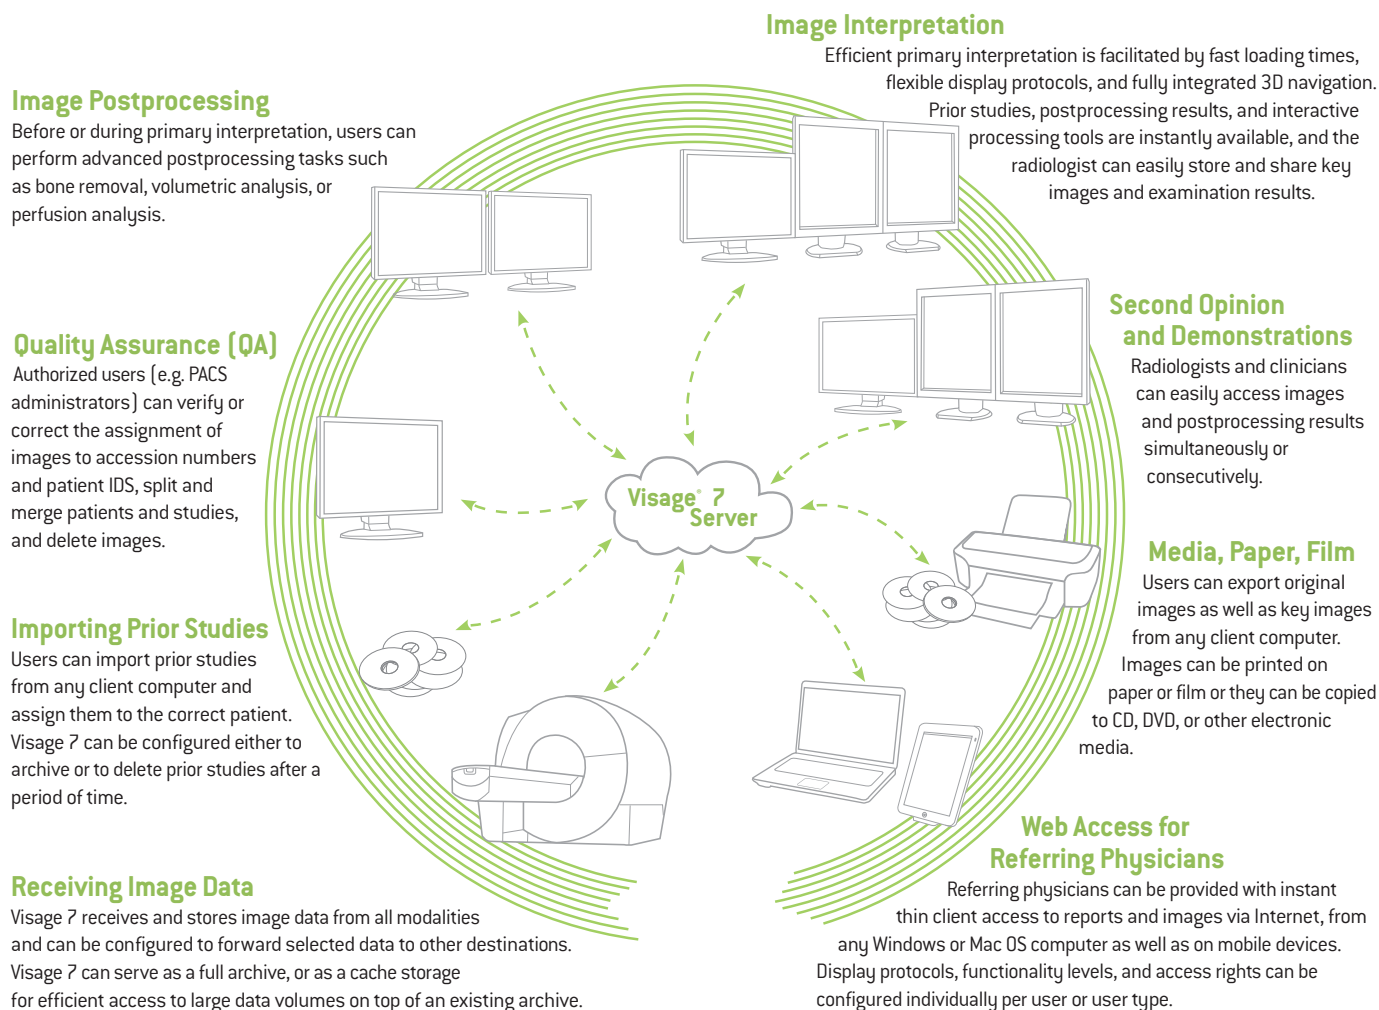 Image Interpretation
Efficient primary interpretation is facilitated by fast loading times,
flexible display protocols, and fully integrated 3D navigation.
Prior studies, postprocessing results, and interactive
processing tools are instantly available, and the
radiologist can easily store and share key
images and examination results.
Image Postprocessing
Before or during primary interpretation, users can
perform advanced postprocessing tasks such
as bone removal, volumetric analysis, or
perfusion analysis.
Second Opinion
and Demonstrations
Radiologists and clinicians
can easily access images
and postprocessing results
simultaneously or
consecutively.
Quality Assurance (QA)
Authorized users (e.g. PACS
administrators) can verify or
correct the assignment of
images to accession numbers
and patient IDS, split and
merge patients and studies,
and delete images.
Visage® 7
Server
Media, Paper, Film
Users can export original
images as well as key images
from any client computer.
Images can be printed on
paper or film or they can be copied
to CD, DVD, or other electronic
media.
Importing Prior Studies
Users can import prior studies
from any client computer and
assign them to the correct patient.
Visage 7 can be configured either to
archive or to delete prior studies after a
period of time.
Web Access for
Referring Physicians
Referring physicians can be provided with instant
thin client access to reports and images via Internet, from
any Windows or Mac OS computer as well as on mobile devices.
Display protocols, functionality levels, and access rights can be
configured individually per user or user type.
Receiving Image Data
Visage 7 receives and stores image data from all modalities
and can be configured to forward selected data to other destinations.
Visage 7 can serve as a full archive, or as a cache storage
for efficient access to large data volumes on top of an existing archive.